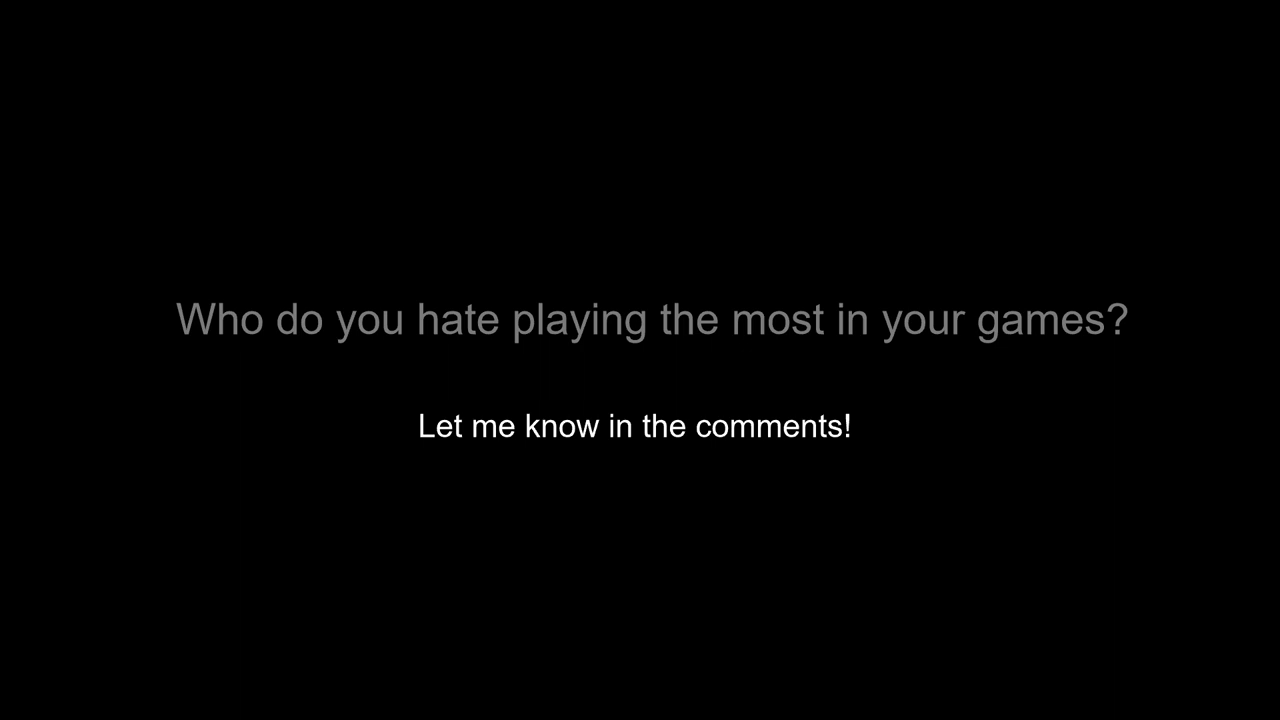 Who do you hate playing the most in your games?
Let me know in the comments!